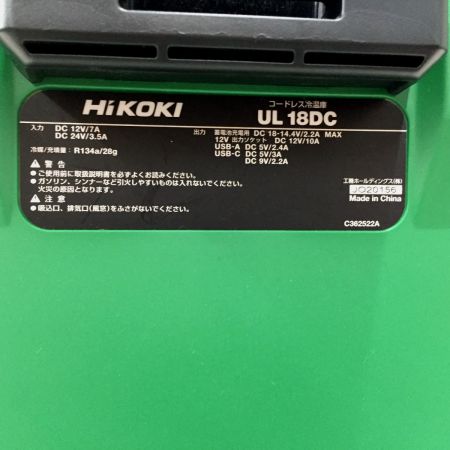 HiKOKI
コードレス冷温庫
UL 18DC
入力 DC 12V/7A
DC 24V/3.5A
出力 蓄電池充電用 DC 18-14.4V/2.2A MAX
12V 出力ソケット DC 12V/10A
USB-A DC 5V/2.4A
USB-C DC 5V/3A
DC 9V/2.2A
冷媒/充填量: R134a/28g
⚠ 警告
●ご使用前に取扱説明書を必ずよくお読みください。
●ガソリン、シンナーなど引火しやすいものは入れないでください。
火災の原因となります。
⚠ 注意
●吸込口、排気口(風窓)をふさがないでください。
工機ホールディングス(株)
JO20156
Made in China
C362522A